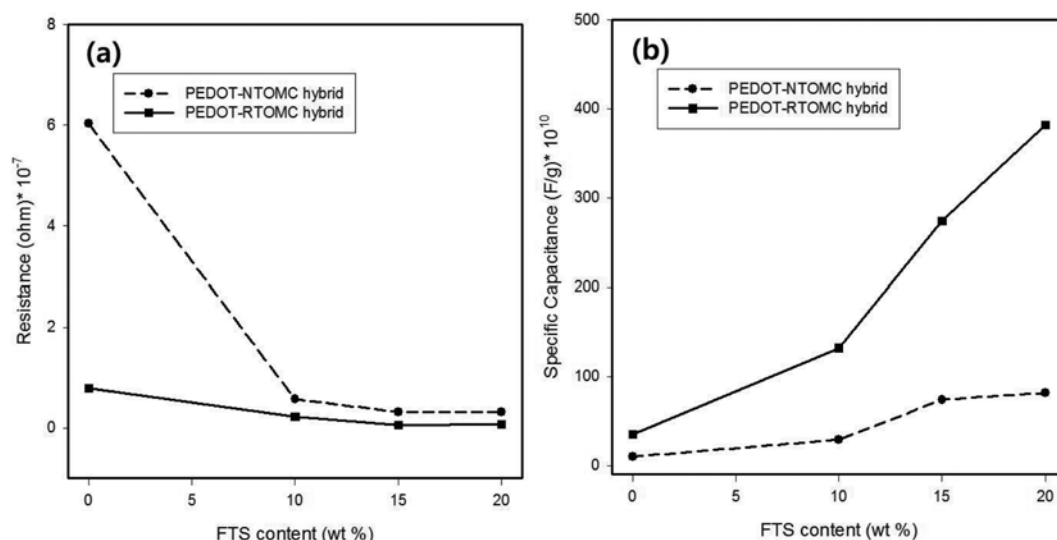 (a)
PEDOT-NTOMC hybrid
PEDOT-RTOMC hybrid
Resistance (ohm)* 10⁻⁷
8
6
4
2
0
0 5 10 15 20
FTS content (wt %)
(b)
PEDOT-NTOMC hybrid
PEDOT-RTOMC hybrid
Specific Capacitance (F/g)* 10¹⁰
500
400
300
200
100
0
0 5 10 15 20
FTS content (wt %)